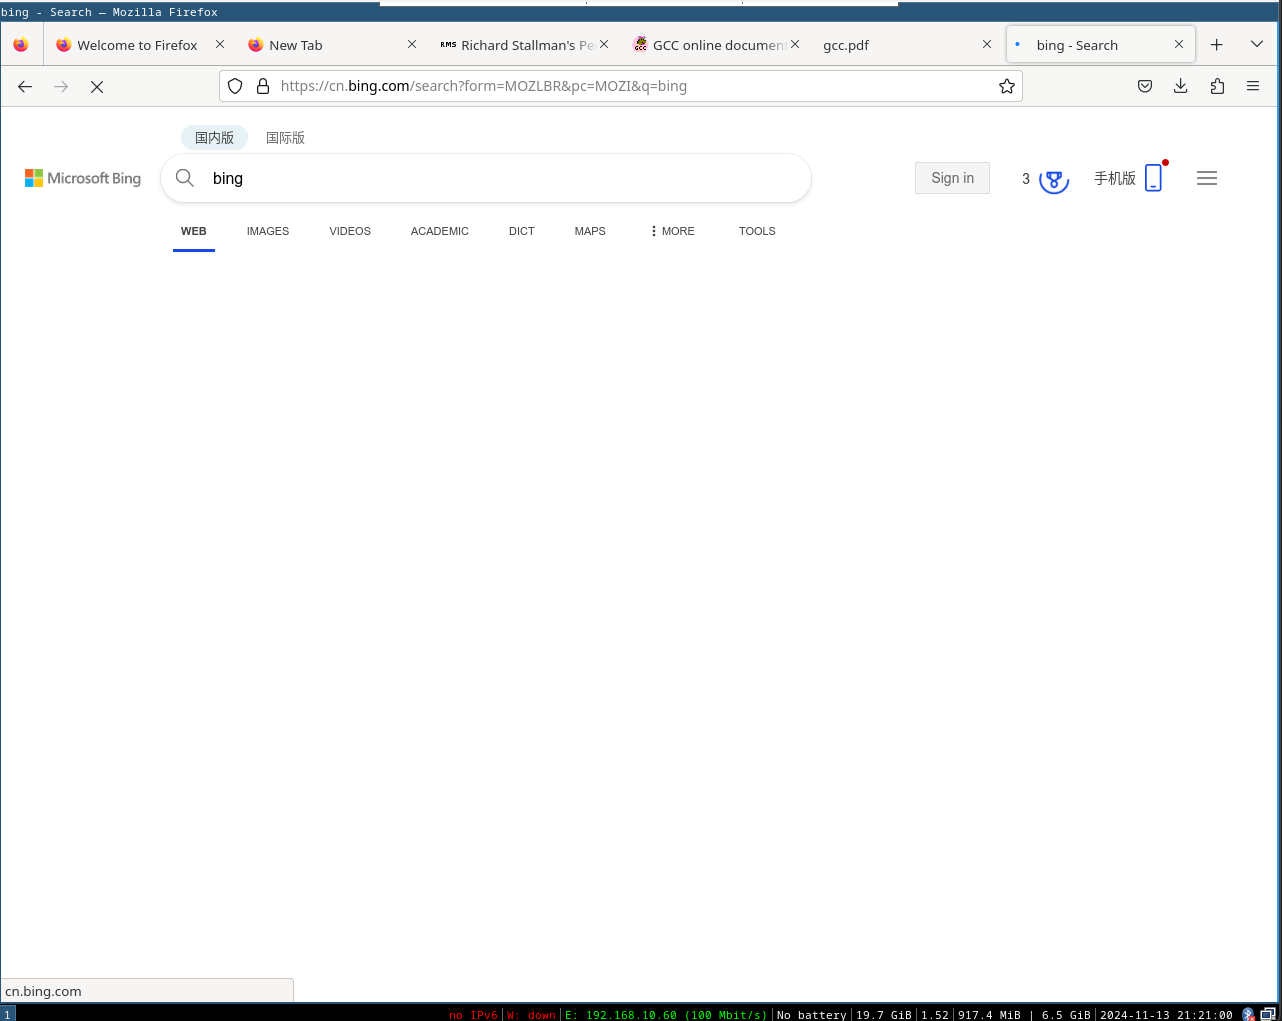 bing - Search — Mozilla Firefox
Welcome to Firefox
New Tab
RMS Richard Stallman's Pe
GCC GCC online document
gcc.pdf
bing - Search
https://cn.bing.com/search?form=MOZLBR&pc=MOZI&q=bing
国内版 国际版
Microsoft Bing
bing
Sign in
3
手机版
WEB IMAGES VIDEOS ACADEMIC DICT MAPS MORE TOOLS
cn.bing.com
1
no IPv6 | W: down | E: 192.168.10.60 (100 Mbit/s) | No battery | 19.7 GiB | 1.52 | 917.4 MiB | 6.5 GiB | 2024-11-13 21:21:00